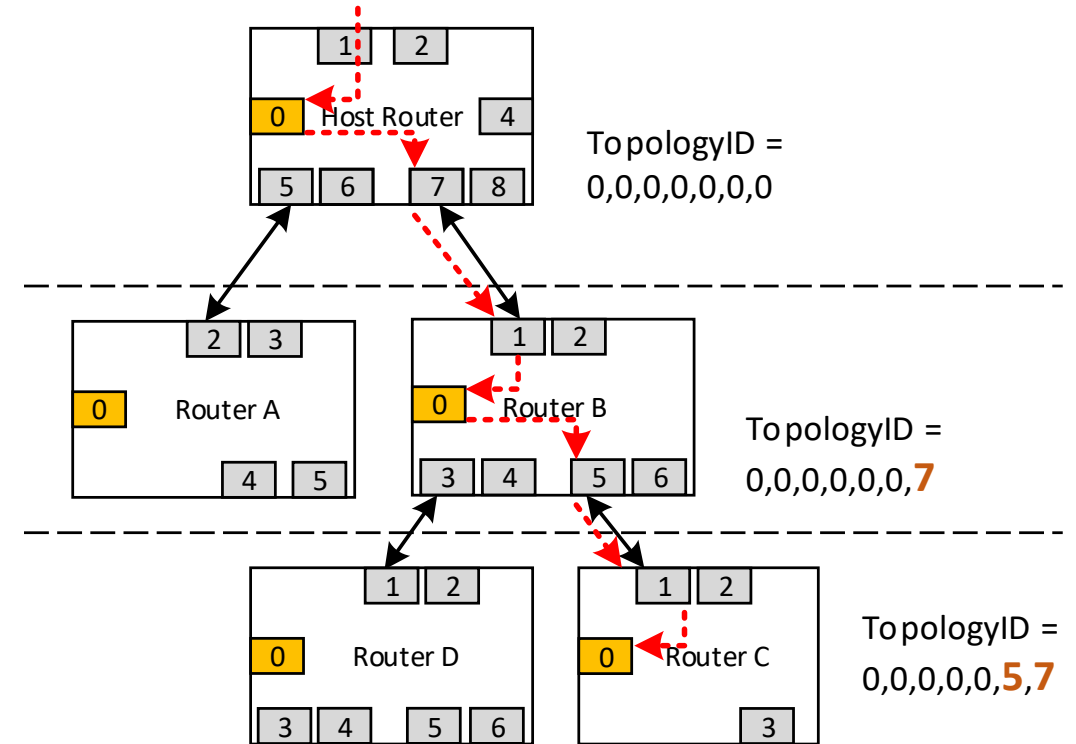 1 2
0 Host Router 4
TopologyID =
0,0,0,0,0,0,0
5 6 7 8
2 3
0 Router A
4 5
1 2
0 Router B
3 4 5 6
TopologyID =
0,0,0,0,0,0,7
1 2
0 Router D
3 4 5 6
1 2
0 Router C
3
TopologyID =
0,0,0,0,0,5,7